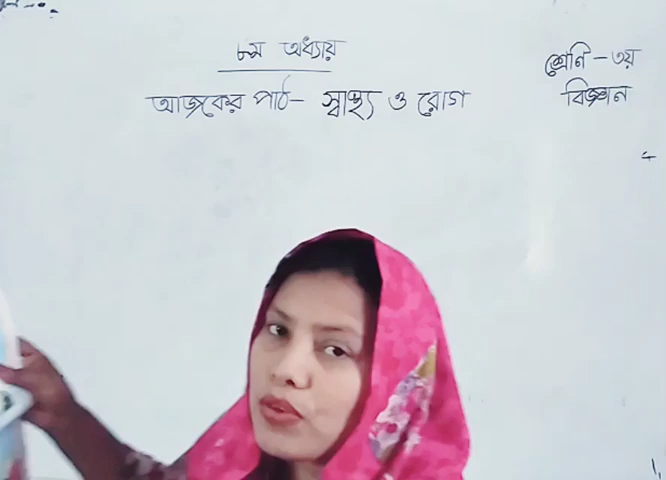 ৮ম অধ্যায়
শ্রেণি - ৩য়
আজকের পাঠ - স্বাস্থ্য ও রোগ
বিজ্ঞান